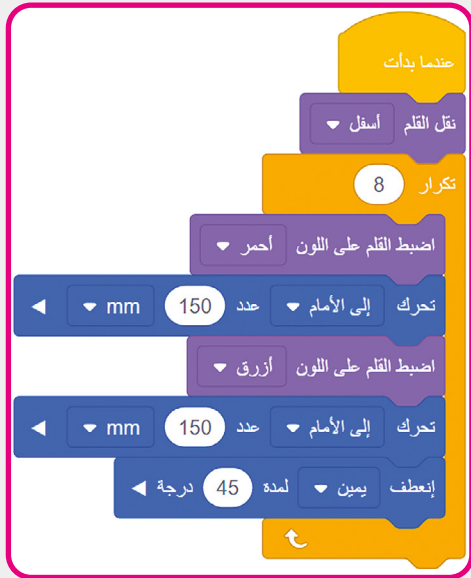 عندما بدأت
نقل القلم أسفل
تكرار 8
اضبط القلم على اللون أحمر
تحرك إلى الأمام عدد 150 mm
اضبط القلم على اللون أزرق
تحرك إلى الأمام عدد 150 mm
إنعطف يمين لمدة 45 درجة